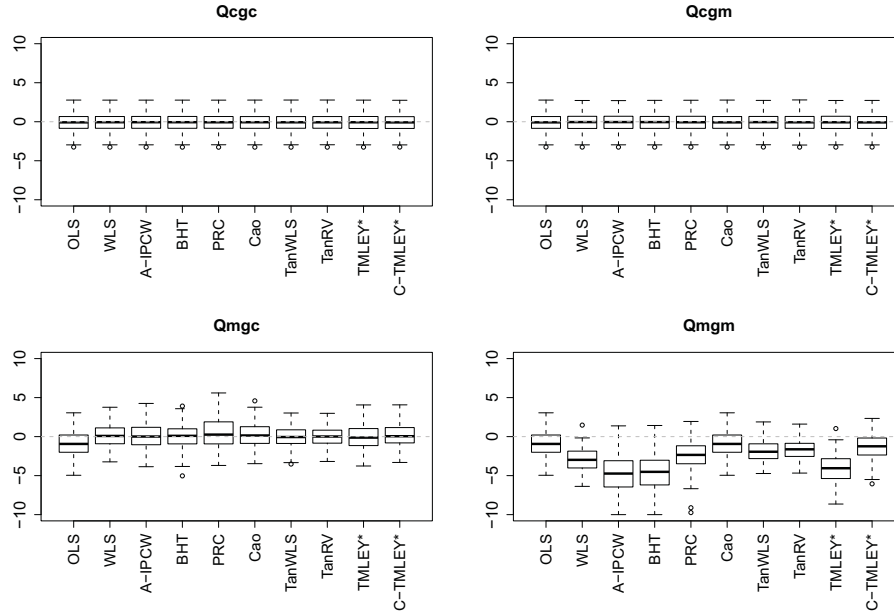 Qcgc
10
5
0
−5
−10
OLS
WLS
A−IPCW
BHT
PRC
Cao
TanWLS
TanRV
TMLEY*
C−TMLEY*
Qcgm
10
5
0
−5
−10
OLS
WLS
A−IPCW
BHT
PRC
Cao
TanWLS
TanRV
TMLEY*
C−TMLEY*
Qmgc
10
5
0
−5
−10
OLS
WLS
A−IPCW
BHT
PRC
Cao
TanWLS
TanRV
TMLEY*
C−TMLEY*
Qmgm
10
5
0
−5
−10
OLS
WLS
A−IPCW
BHT
PRC
Cao
TanWLS
TanRV
TMLEY*
C−TMLEY*